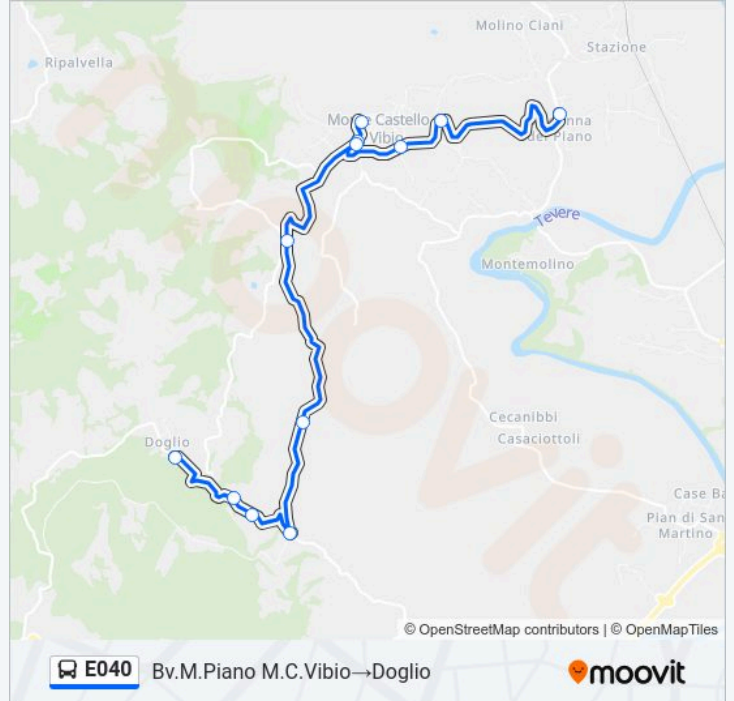 Molino Ciani
Stazione
Ripalvella
Monte Castello
Vibio
del Piano
Tevere
Montemolino
Cecanibbi
Casaciottoli
Doglio
Case
Pian di San
Martino
© OpenStreetMap contributors | © OpenMapTiles
E040 Bv.M.Piano M.C.Vibio→Doglio
moovit